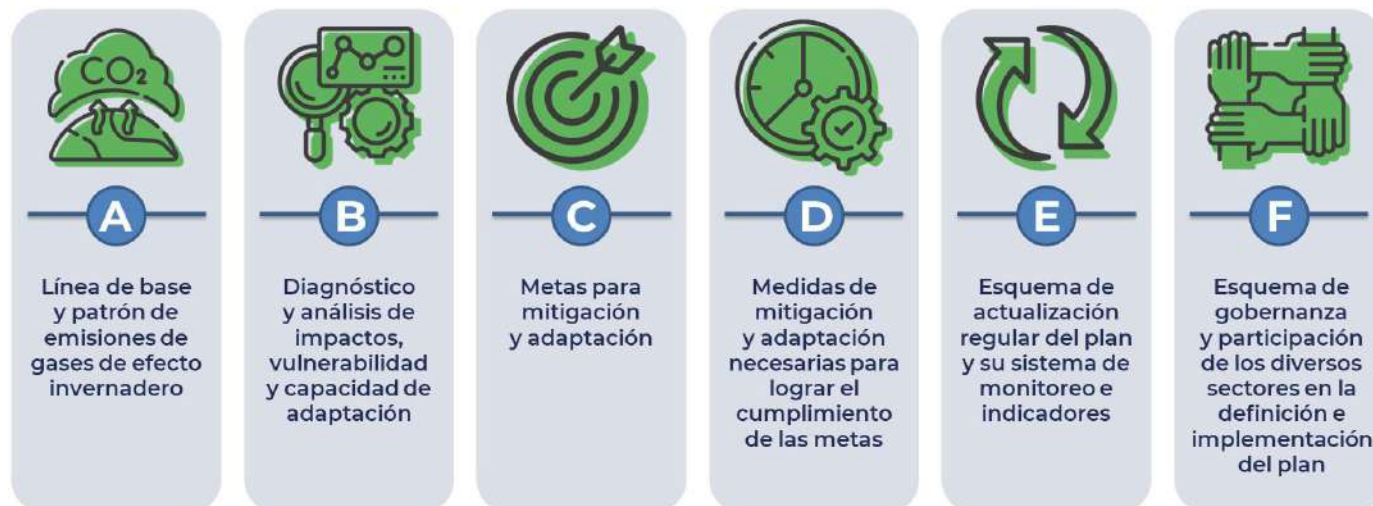 CO₂
A
Línea de base
y patrón de
emisiones de
gases de efecto
invernadero
B
Diagnóstico
y análisis de
impactos,
vulnerabilidad
y capacidad de
adaptación
C
Metas para
mitigación
y adaptación
D
Medidas de
mitigación
y adaptación
necesarias para
lograr el
cumplimiento
de las metas
E
Esquema de
actualización
regular del plan
y su sistema de
monitoreo e
indicadores
F
Esquema de
gobernanza
y participación
de los diversos
sectores en la
definición e
implementación
del plan